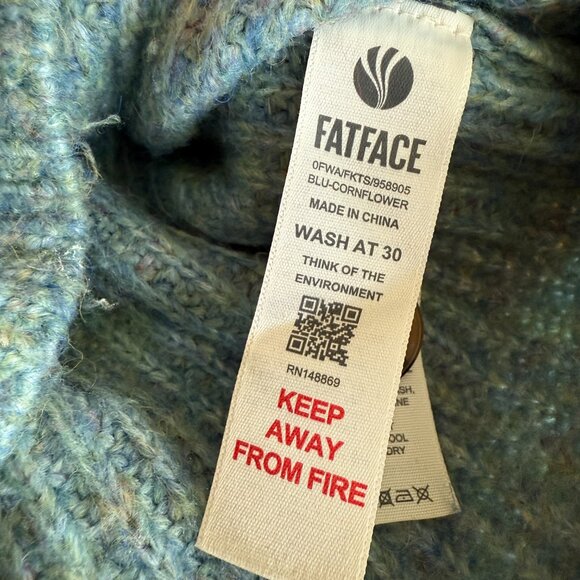 FATFACE
0FWA/FKTS/958905
BLU-CORNFLOWER
MADE IN CHINA
WASH AT 30
THINK OF THE
ENVIRONMENT
RN148869
KEEP
AWAY
FROM FIRE